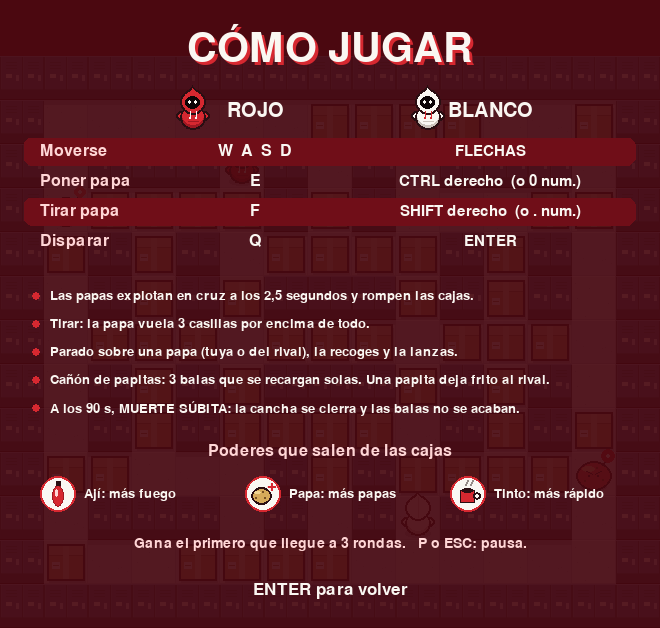 CÓMO JUGAR
ROJO BLANCO
Moverse W A S D FLECHAS
Poner papa E CTRL derecho (o 0 num.)
Tirar papa F SHIFT derecho (o . num.)
Disparar Q ENTER
Las papas explotan en cruz a los 2,5 segundos y rompen las cajas.
Tirar: la papa vuela 3 casillas por encima de todo.
Parado sobre una papa (tuya o del rival), la recoges y la lanzas.
Cañón de papitas: 3 balas que se recargan solas. Una papita deja frito al rival.
A los 90 s, MUERTE SÚBITA: la cancha se cierra y las balas no se acaban.
Poderes que salen de las cajas
Ají: más fuego Papa: más papas Tinto: más rápido
Gana el primero que llegue a 3 rondas. P o ESC: pausa.
ENTER para volver